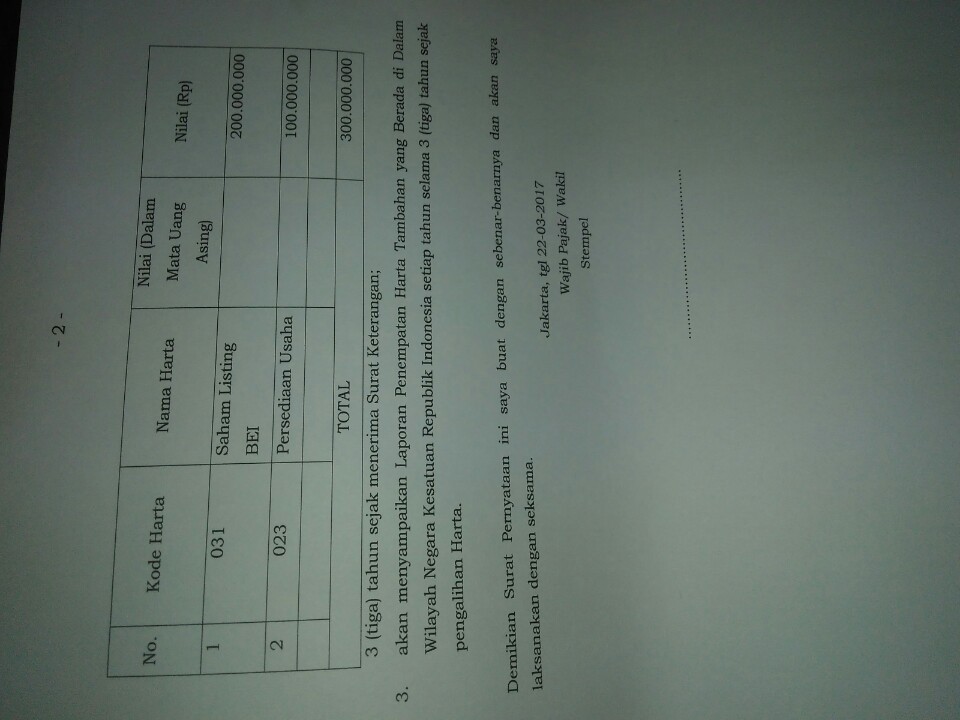 - 2 -
No. Kode Harta Nama Harta Nilai (Dalam Mata Uang Asing) Nilai (Rp)
1 031 Saham Listing BEI 200.000.000
2 023 Persediaan Usaha 100.000.000
TOTAL 300.000.000
3 (tiga) tahun sejak menerima Surat Keterangan;
3. akan menyampaikan Laporan Penempatan Harta Tambahan yang Berada di Dalam
Wilayah Negara Kesatuan Republik Indonesia setiap tahun selama 3 (tiga) tahun sejak
pengalihan Harta.
Demikian Surat Pernyataan ini saya buat dengan sebenar-benarnya dan akan saya
laksanakan dengan seksama.
Jakarta, tgl 22-03-2017
Wajib Pajak/ Wakil
Stempel
..........................................